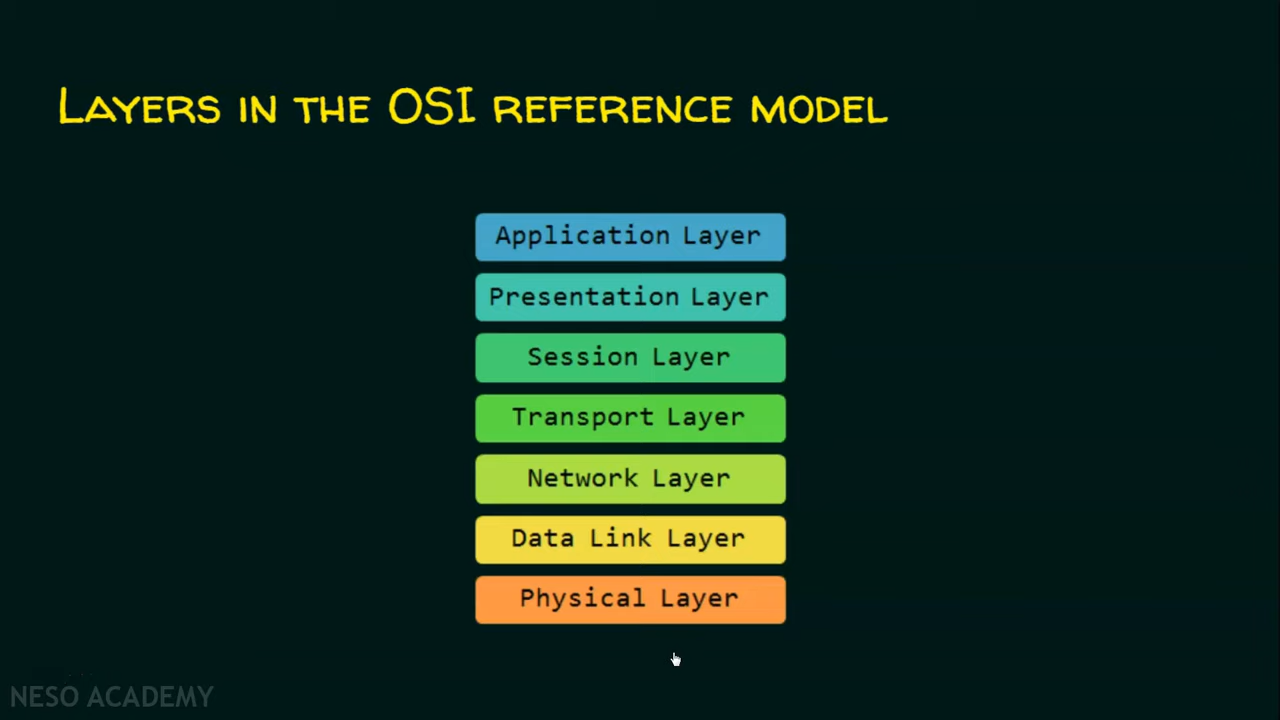 Layers in the OSI reference model
Application Layer
Presentation Layer
Session Layer
Transport Layer
Network Layer
Data Link Layer
Physical Layer
NESO ACADEMY